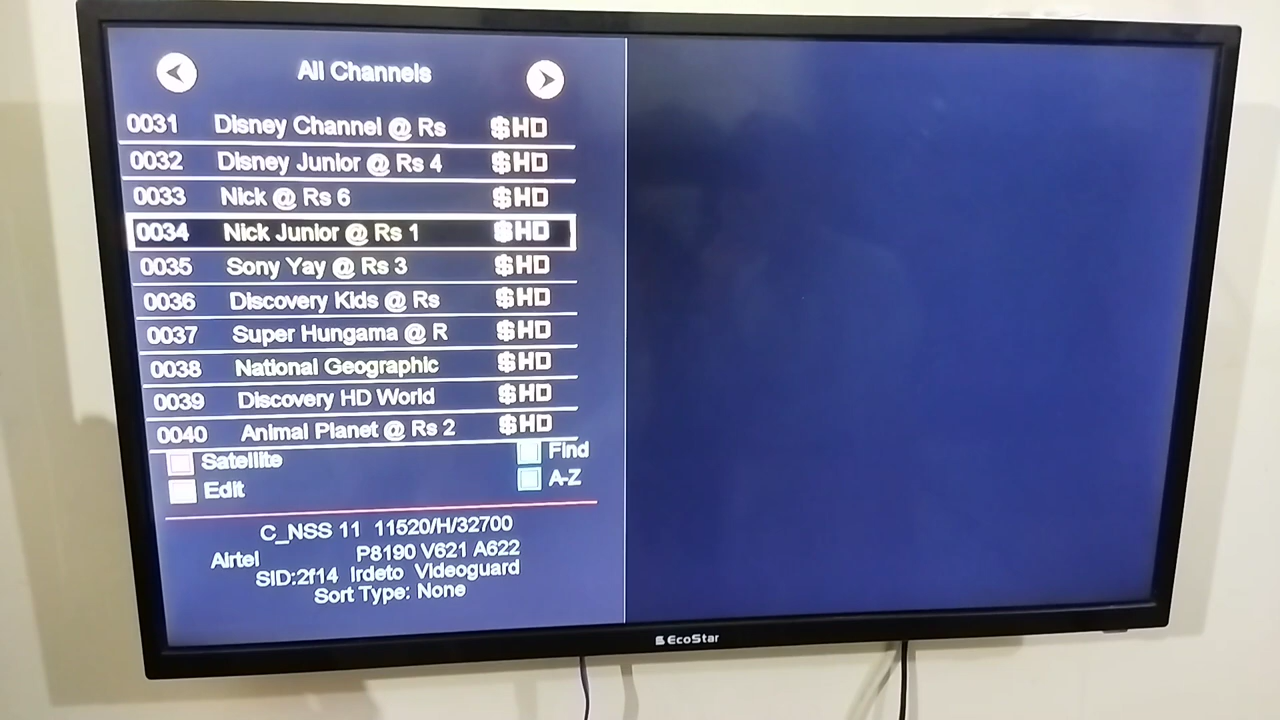 All Channels
0031 Disney Channel @ Rs $HD
0032 Disney Junior @ Rs 4 $HD
0033 Nick @ Rs 6 $HD
0034 Nick Junior @ Rs 1 $HD
0035 Sony Yay @ Rs 3 $HD
0036 Discovery Kids @ Rs $HD
0037 Super Hungama @ R $HD
0038 National Geographic $HD
0039 Discovery HD World $HD
0040 Animal Planet @ Rs 2 $HD
Satellite Find
Edit A-Z
C_NSS 11 11520/H/32700
Airtel P8190 V621 A622
SID:2f14 Irdeto Videoguard
Sort Type: None
EcoStar